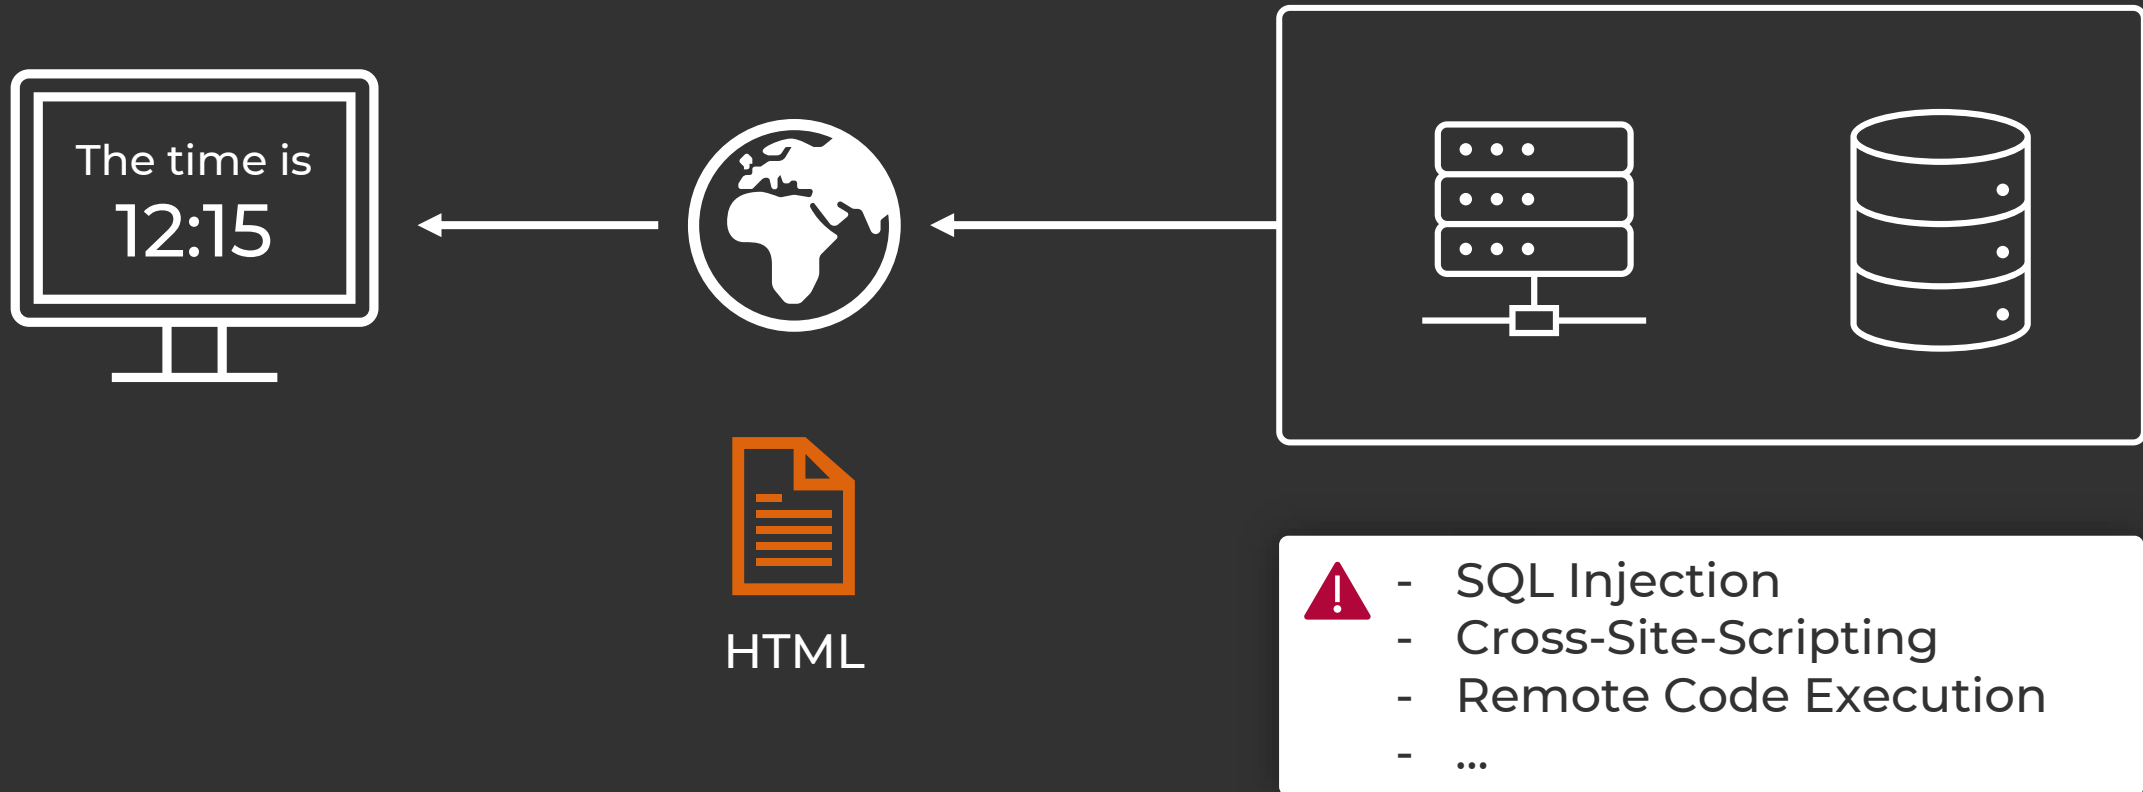 The time is
12:15
HTML
- SQL Injection
- Cross-Site-Scripting
- Remote Code Execution
- ...